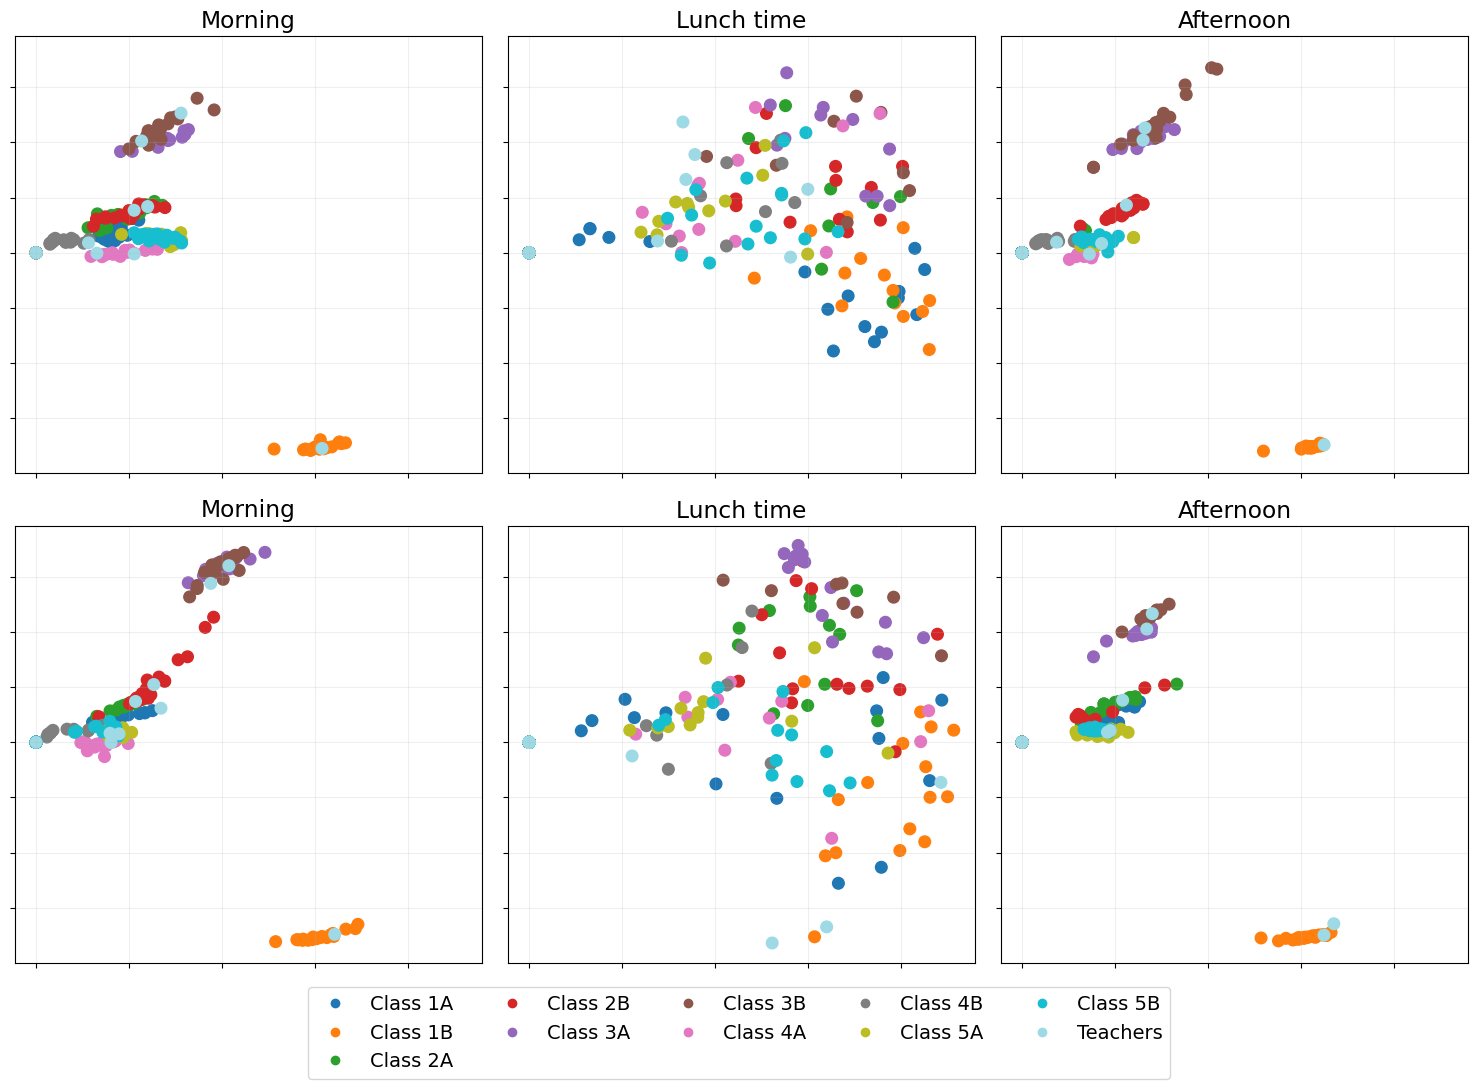 Morning
Lunch time
Afternoon
Morning
Lunch time
Afternoon
Class 1A
Class 2B
Class 3B
Class 4B
Class 5B
Class 1B
Class 3A
Class 4A
Class 5A
Teachers
Class 2A